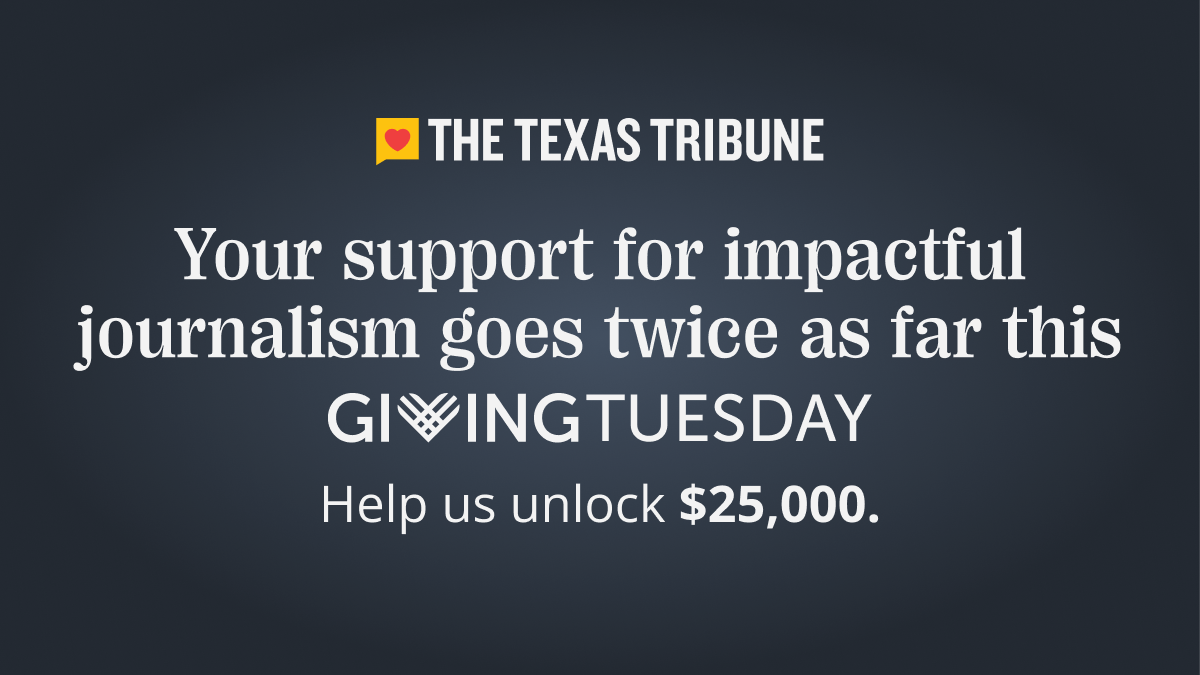 THE TEXAS TRIBUNE
Your support for impactful
journalism goes twice as far this
GIVINGTUESDAY
Help us unlock $25,000.